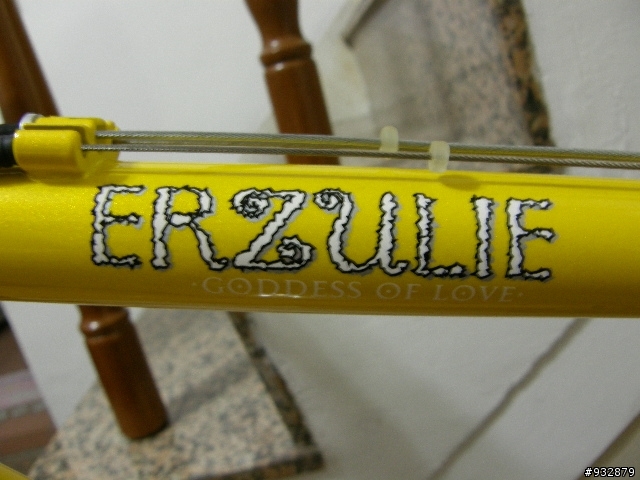 ERZULIE
·GODDESS OF LOVE·
#932879